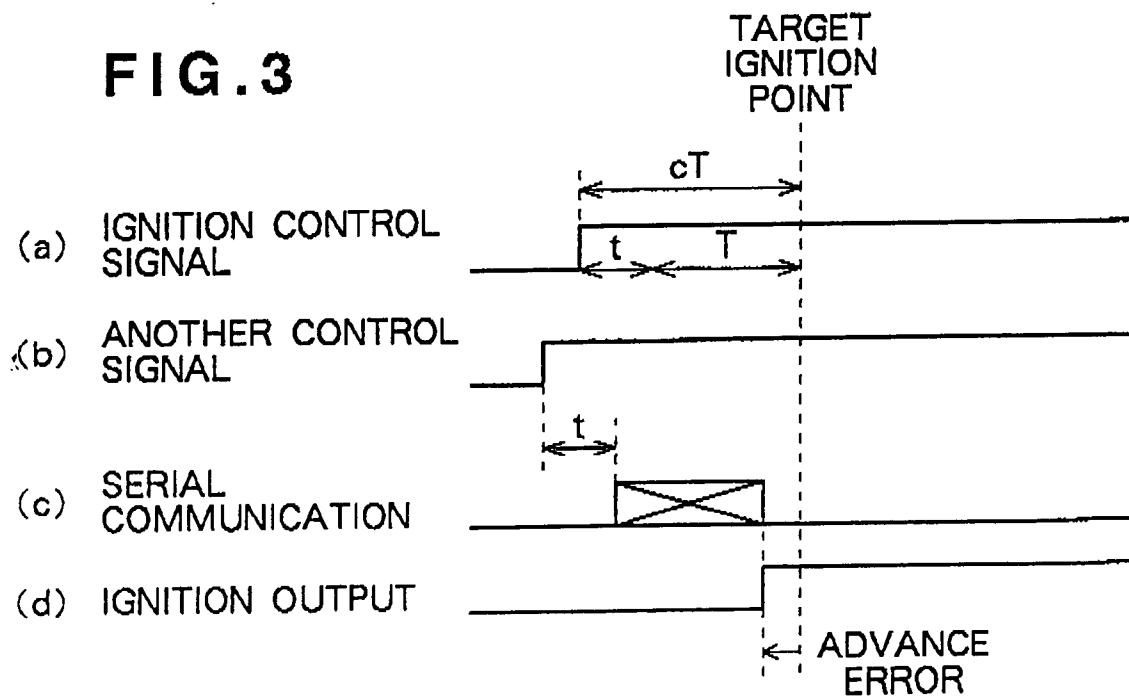 FIG.3
TARGET
IGNITION
POINT
cT
(a) IGNITION CONTROL
SIGNAL
t
T
(b) ANOTHER CONTROL
SIGNAL
t
(c) SERIAL
COMMUNICATION
(d) IGNITION OUTPUT
ADVANCE
ERROR